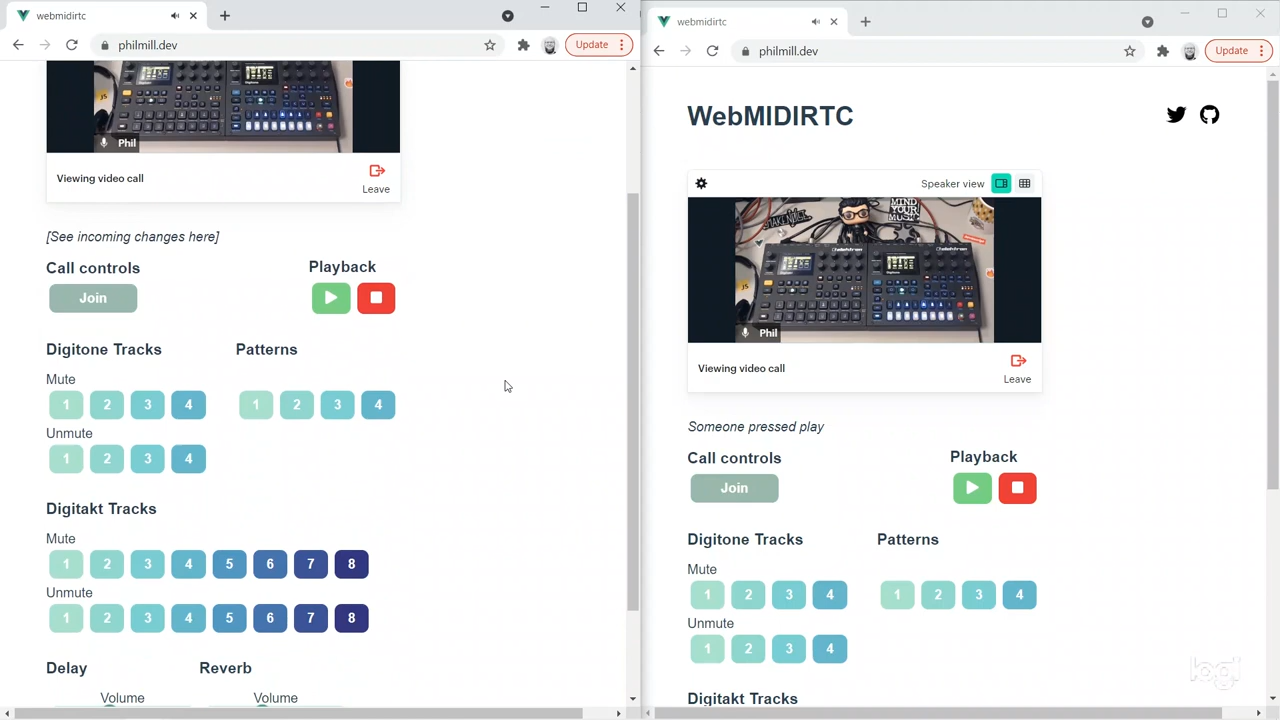 webmidirtc
philmill.dev
Update
Phil
Viewing video call
Leave
[See incoming changes here]
Call controls
Playback
Join
Digitone Tracks
Patterns
Mute
1 2 3 4
1 2 3 4
Unmute
1 2 3 4
Digitakt Tracks
Mute
1 2 3 4 5 6 7 8
Unmute
1 2 3 4 5 6 7 8
Delay
Reverb
Volume
Volume
webmidirtc
philmill.dev
Update
WebMIDIRTC
Speaker view
MIND
YOUR
MUSIC
JS
Phil
Viewing video call
Leave
Someone pressed play
Call controls
Playback
Join
Digitone Tracks
Patterns
Mute
1 2 3 4
1 2 3 4
Unmute
1 2 3 4
Digitakt Tracks
logi